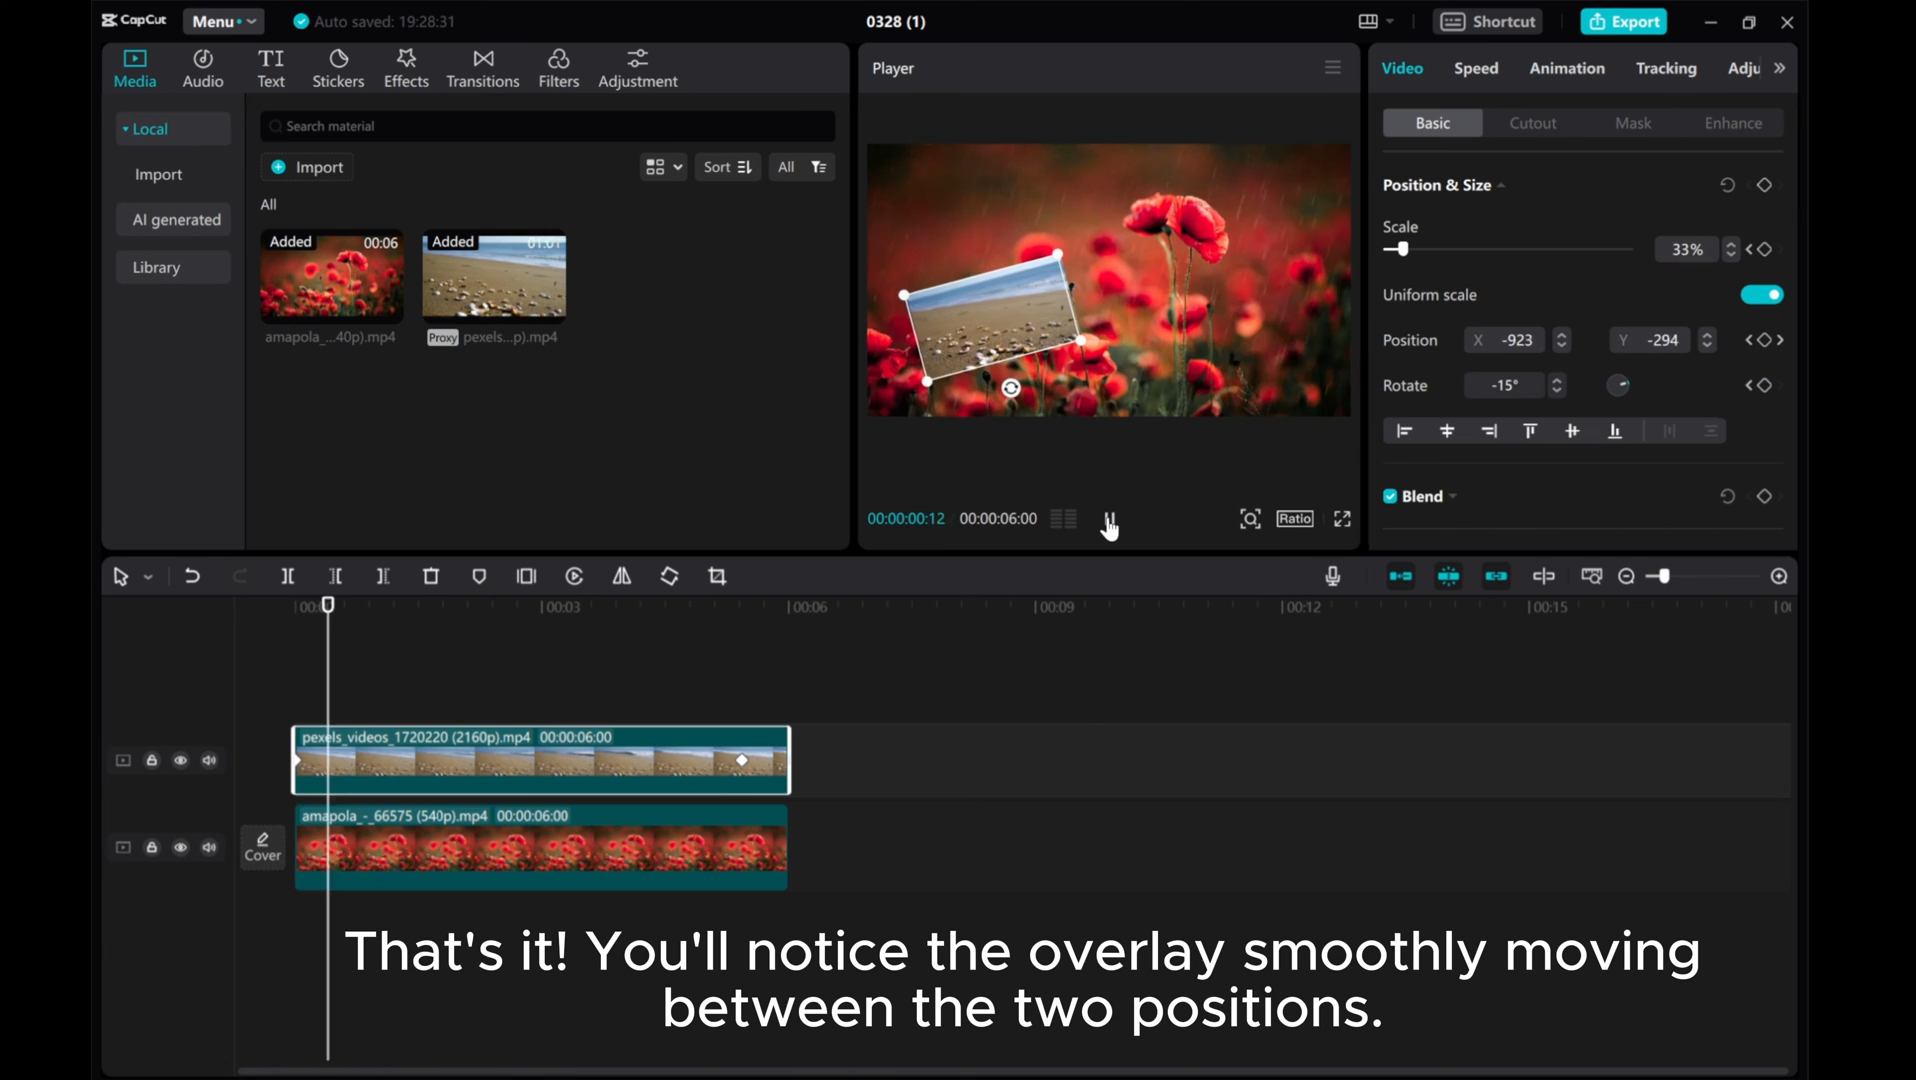 CapCut
Menu
Auto saved: 19:28:31
0328 (1)
Shortcut
Export
Media
Audio
Text
Stickers
Effects
Transitions
Filters
Adjustment
Local
Import
AI generated
Library
Search material
Import
Sort
All
All
Added
00:06
amapola_...40p).mp4
Added
01:01
Proxy pexels...p).mp4
Player
00:00:00:12
00:00:06:00
Ratio
Video
Speed
Animation
Tracking
Basic
Cutout
Mask
Enhance
Position & Size
Scale
33%
Uniform scale
Position
X -923
Y -294
Rotate
-15°
Blend
00:03
00:06
00:09
00:12
00:15
pexels_videos_1720220 (2160p).mp4 00:00:06:00
amapola_-_66575 (540p).mp4 00:00:06:00
Cover
That's it! You'll notice the overlay smoothly moving
between the two positions.